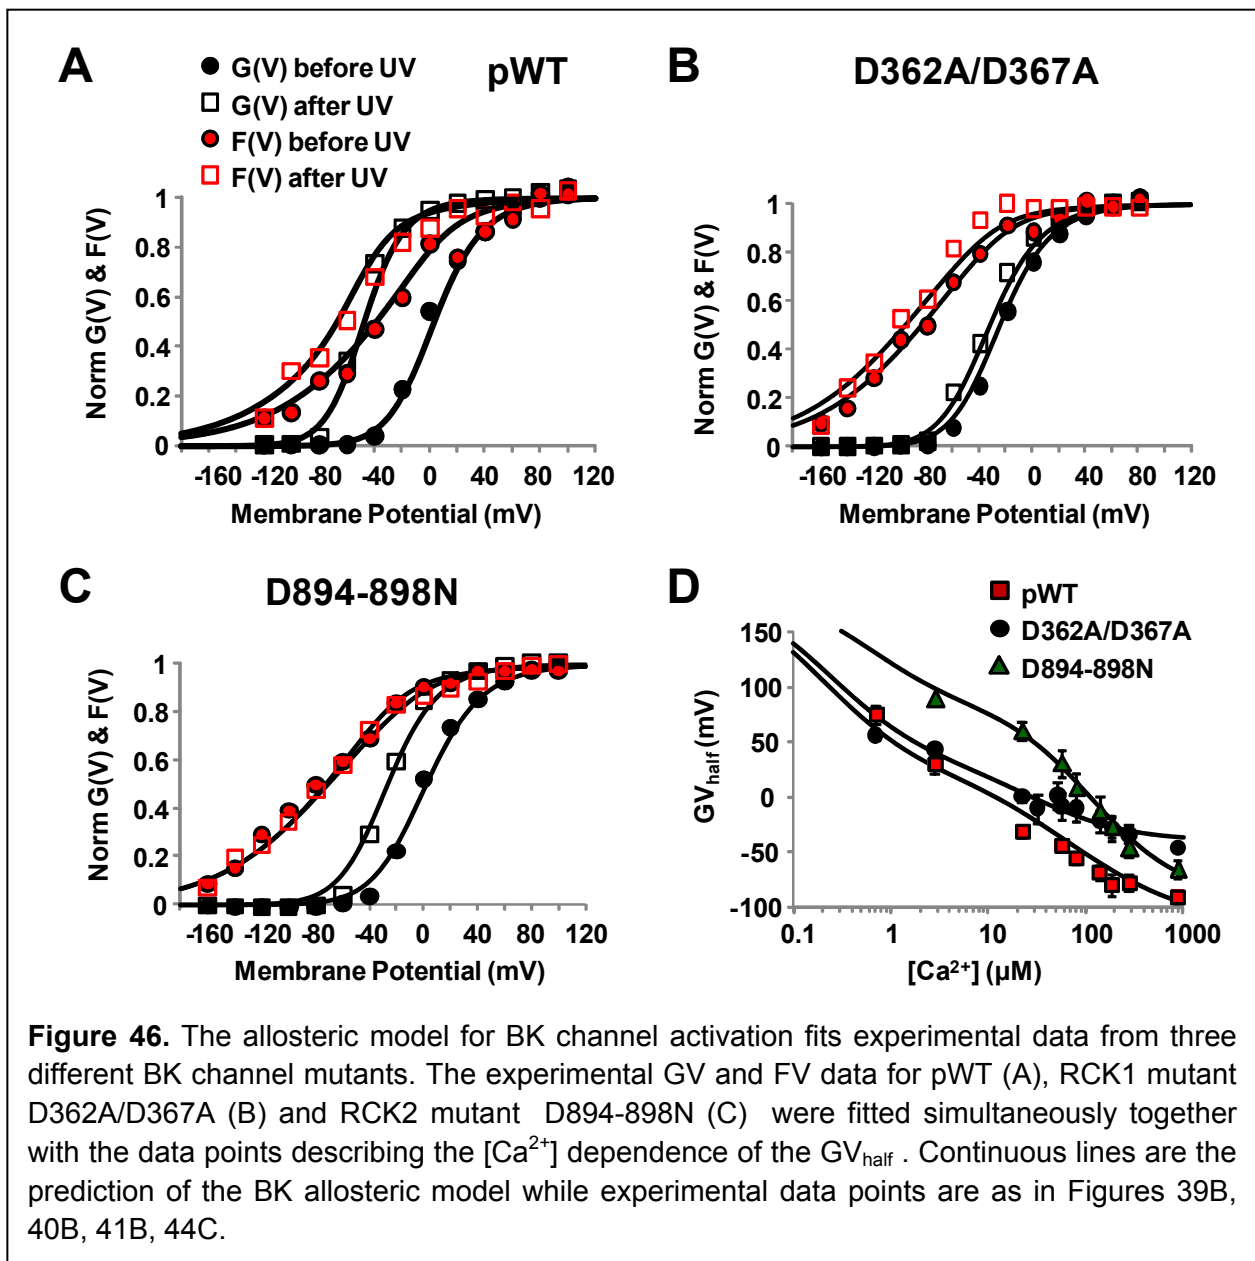 A
pWT
G(V) before UV
G(V) after UV
F(V) before UV
F(V) after UV
Norm G(V) & F(V)
1
0.8
0.6
0.4
0.2
0
-160 -120 -80 -40 0 40 80 120
Membrane Potential (mV)
B
D362A/D367A
Norm G(V) & F(V)
1
0.8
0.6
0.4
0.2
0
-160 -120 -80 -40 0 40 80 120
Membrane Potential (mV)
C
D894-898N
Norm G(V) & F(V)
1
0.8
0.6
0.4
0.2
0
-160 -120 -80 -40 0 40 80 120
Membrane Potential (mV)
D
pWT
D362A/D367A
D894-898N
GVhalf (mV)
150
100
50
0
-50
-100
0.1 1 10 100 1000
[Ca2+] (µM)
Figure 46. The allosteric model for BK channel activation fits experimental data from three
different BK channel mutants. The experimental GV and FV data for pWT (A), RCK1 mutant
D362A/D367A (B) and RCK2 mutant D894-898N (C) were fitted simultaneously together
with the data points describing the [Ca2+] dependence of the GVhalf . Continuous lines are the
prediction of the BK allosteric model while experimental data points are as in Figures 39B,
40B, 41B, 44C.